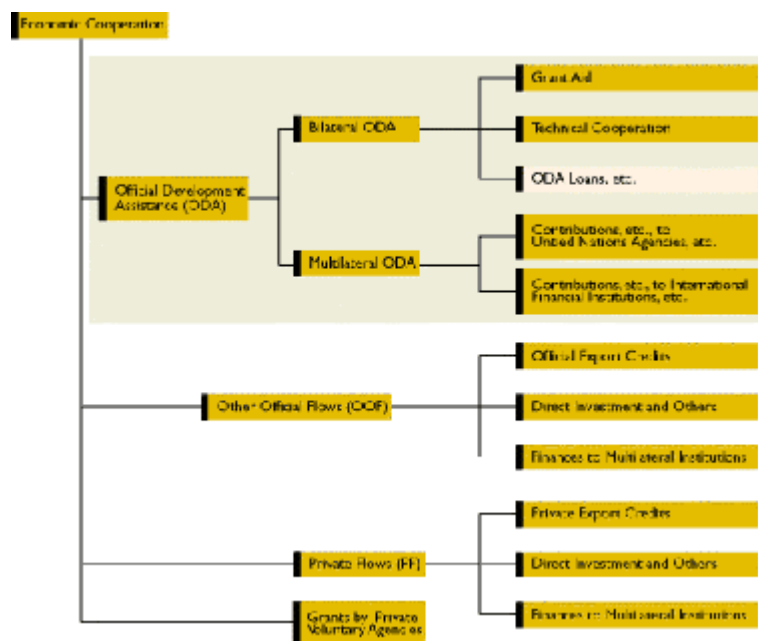 Economic Cooperation
Grant Aid
Bilateral ODA
Technical Cooperation
ODA Loans, etc.
Official Development
Assistance (ODA)
Contributions, etc., to
United Nations Agencies, etc.
Multilateral ODA
Contributions, etc., to International
Financial Institutions, etc.
Official Export Credits
Other Official Flows (OOF)
Direct Investment and Others
Finances to Multilateral Institutions
Private Export Credits
Private Flows (PF)
Direct Investment and Others
Grants by Private
Voluntary Agencies
Finances to Multilateral Institutions